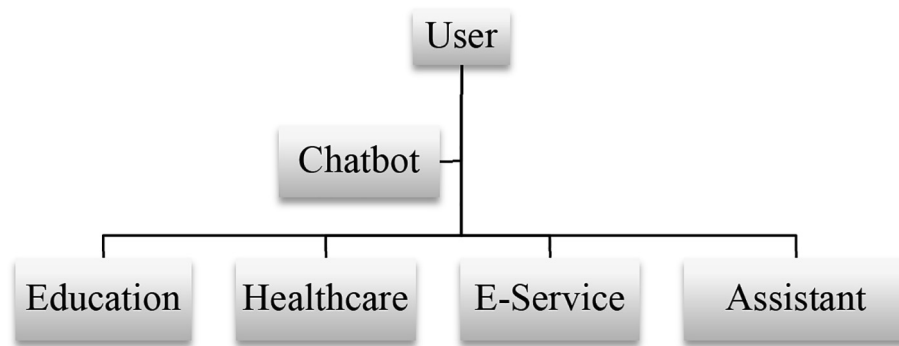 User
Chatbot
Education
Healthcare
E-Service
Assistant